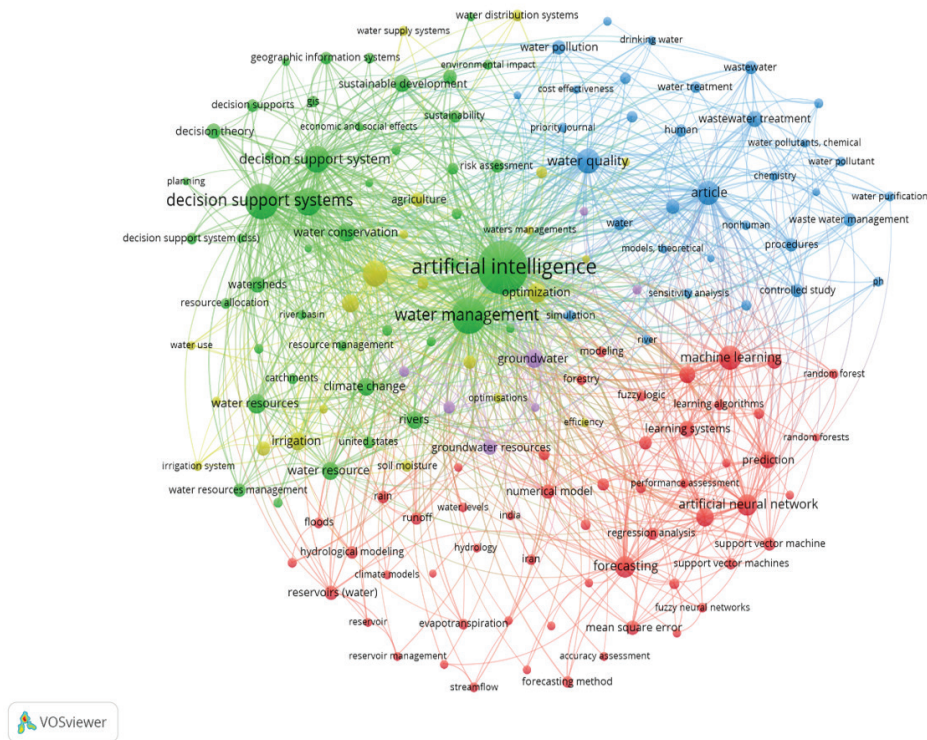 water distribution systems
water supply systems
drinking water
water pollution
geographic information systems
environmental impact
wastewater
sustainable development
cost effectiveness
water treatment
gis
decision supports
sustainability
wastewater treatment
decision theory
economic and social effects
priority journal
human
water pollutants, chemical
decision support system
risk assessment
water quality
water pollutant
chemistry
planning
article
water purification
decision support systems
agriculture
waste water management
water
nonhuman
waters managements
water conservation
decision support system (dss)
models, theoretical
procedures
artificial intelligence
watersheds
optimization
sensitivity analysis
controlled study
ph
resource allocation
river basin
water management
simulation
water use
resource management
river
groundwater
modeling
machine learning
random forest
catchments
climate change
forestry
fuzzy logic
water resources
optimisations
learning algorithms
rivers
efficiency
learning systems
irrigation
united states
groundwater resources
random forests
irrigation system
soil moisture
prediction
water resource
water resources management
rain
numerical model
performance assessment
water levels
artificial neural network
floods
runoff
india
regression analysis
support vector machine
hydrological modeling
hydrology
iran
forecasting
support vector machines
climate models
reservoirs (water)
fuzzy neural networks
reservoir
evapotranspiration
mean square error
reservoir management
accuracy assessment
streamflow
forecasting method
VOSviewer